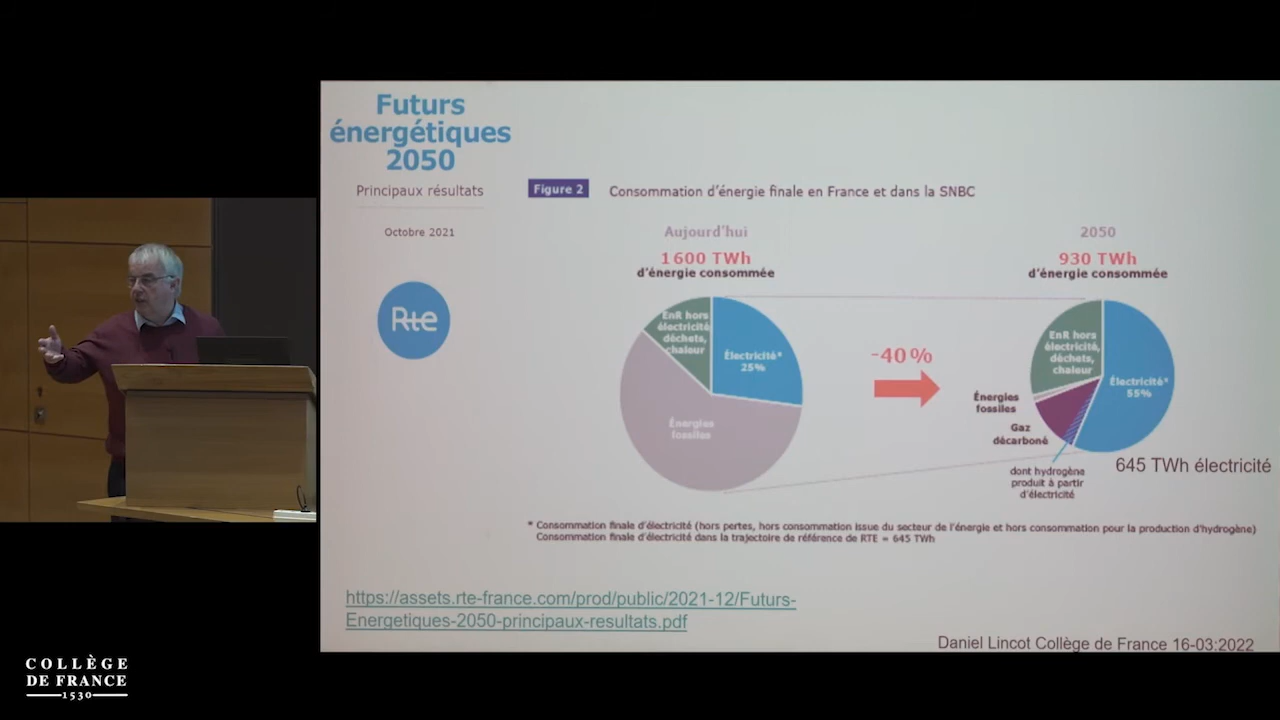 Futurs
énergétiques
2050
Principaux résultats
Octobre 2021
Rte
Figure 2
Consommation d'énergie finale en France et dans la SNBC
Aujourd'hui
1600 TWh
d'énergie consommée
EnR hors
électricité,
déchets,
chaleur
Électricité*
25%
Énergies
fossiles
-40%
2050
930 TWh
d'énergie consommée
EnR hors
électricité,
déchets,
chaleur
Électricité*
55%
Énergies
fossiles
Gaz
décarboné
dont hydrogène
produit à partir
d'électricité
645 TWh électricité
* Consommation finale d'électricité (hors pertes, hors consommation issue du secteur de l'énergie et hors consommation pour la production d'hydrogène)
Consommation finale d'électricité dans la trajectoire de référence de RTE = 645 TWh
https://assets.rte-france.com/prod/public/2021-12/Futurs-
Energetiques-2050-principaux-resultats.pdf
Daniel Lincot Collège de France 16-03:2022
COLLÈGE
DE FRANCE
1530